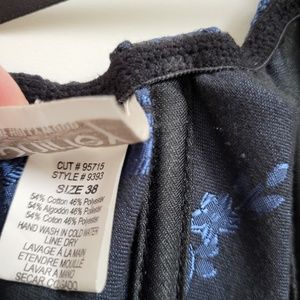 CUT # 95715
STYLE # 9393
SIZE 38
54% Cotton 46% Polyester
54% Algodón 46% Polyester
54% Coton 46% Polyester
HAND WASH IN COLD WATER
LINE DRY
LAVAGE À LA MAIN
ETENDRE MOUILLE
LAVAR A MANO
SECAR COLGADO